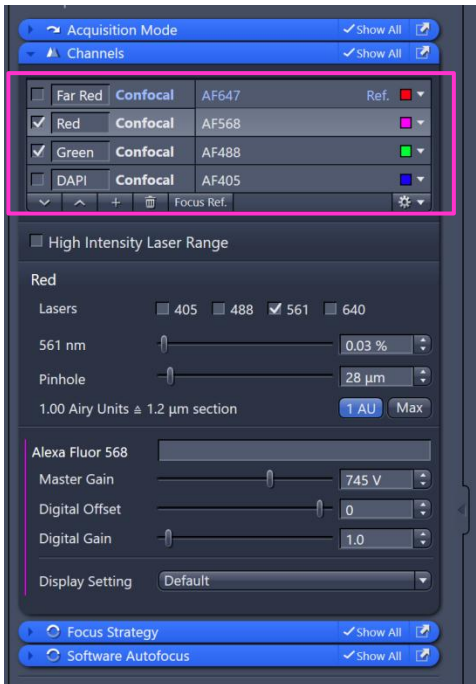 Acquisition Mode Show All
Channels Show All
Far Red Confocal AF647 Ref.
Red Confocal AF568
Green Confocal AF488
DAPI Confocal AF405
Focus Ref.
High Intensity Laser Range
Red
Lasers 405 488 561 640
561 nm 0.03 %
Pinhole 28 µm
1.00 Airy Units ≙ 1.2 µm section 1 AU Max
Alexa Fluor 568
Master Gain 745 V
Digital Offset 0
Digital Gain 1.0
Display Setting Default
Focus Strategy Show All
Software Autofocus Show All